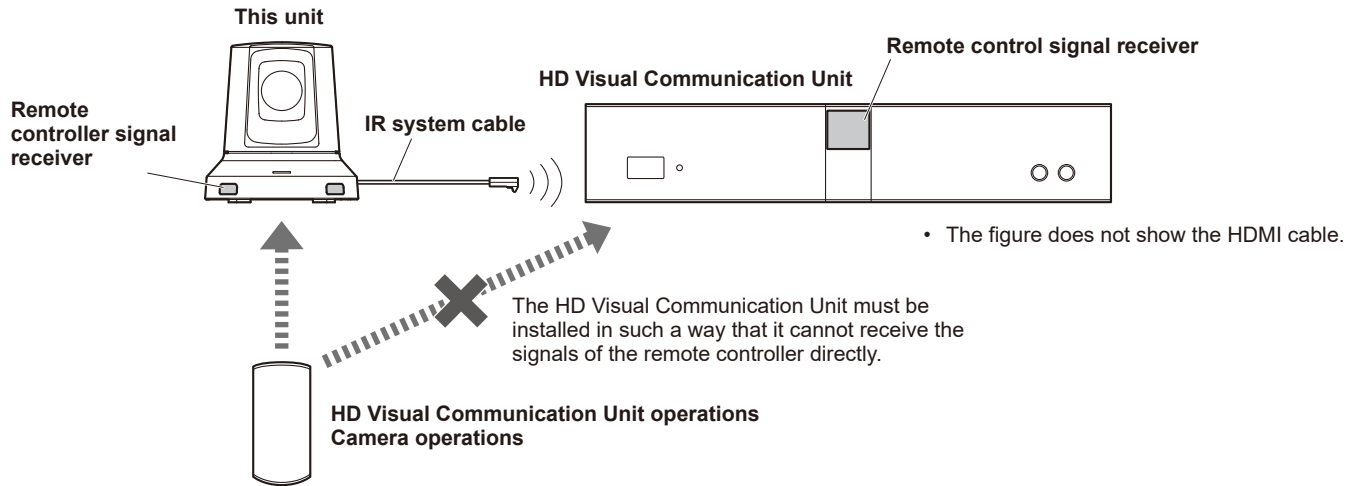 This unit
Remote control signal receiver
HD Visual Communication Unit
Remote
controller signal
receiver
IR system cable
• The figure does not show the HDMI cable.
The HD Visual Communication Unit must be
installed in such a way that it cannot receive the
signals of the remote controller directly.
HD Visual Communication Unit operations
Camera operations